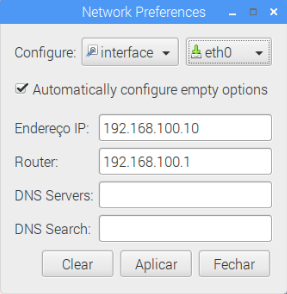 Network Preferences
Configure: interface eth0
Automatically configure empty options
Endereço IP: 192.168.100.10
Router: 192.168.100.1
DNS Servers:
DNS Search:
Clear Aplicar Fechar